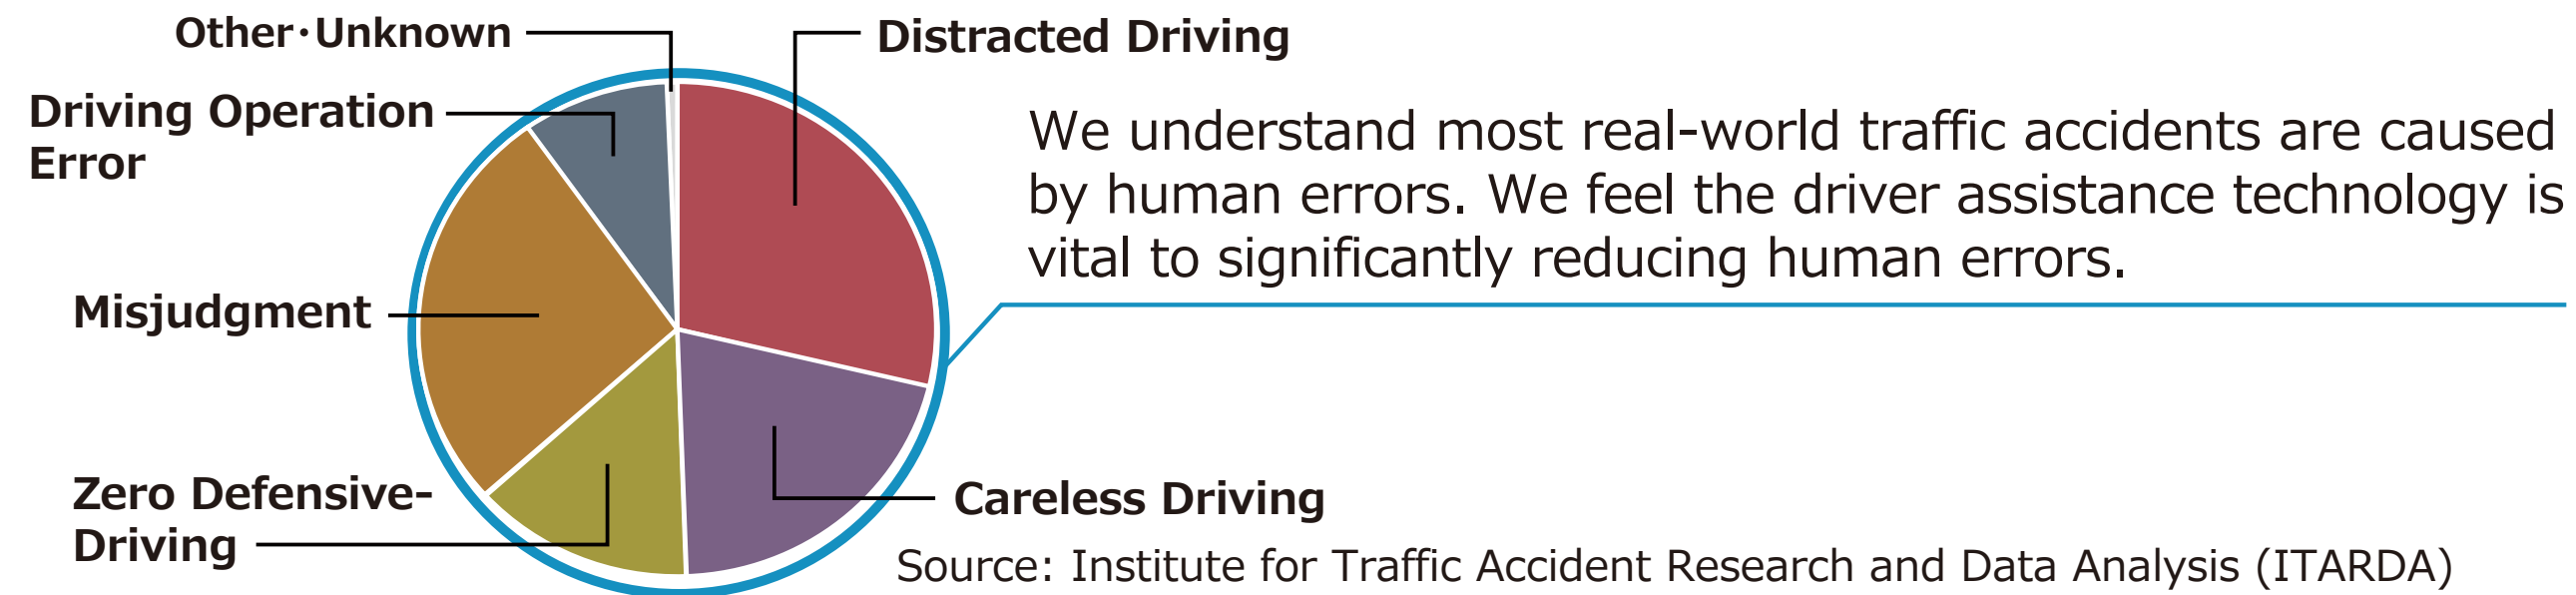 Other･Unknown
Distracted Driving
Driving Operation
Error
We understand most real-world traffic accidents are caused
by human errors. We feel the driver assistance technology is
vital to significantly reducing human errors.
Misjudgment
Zero Defensive-
Driving
Careless Driving
Source: Institute for Traffic Accident Research and Data Analysis (ITARDA)